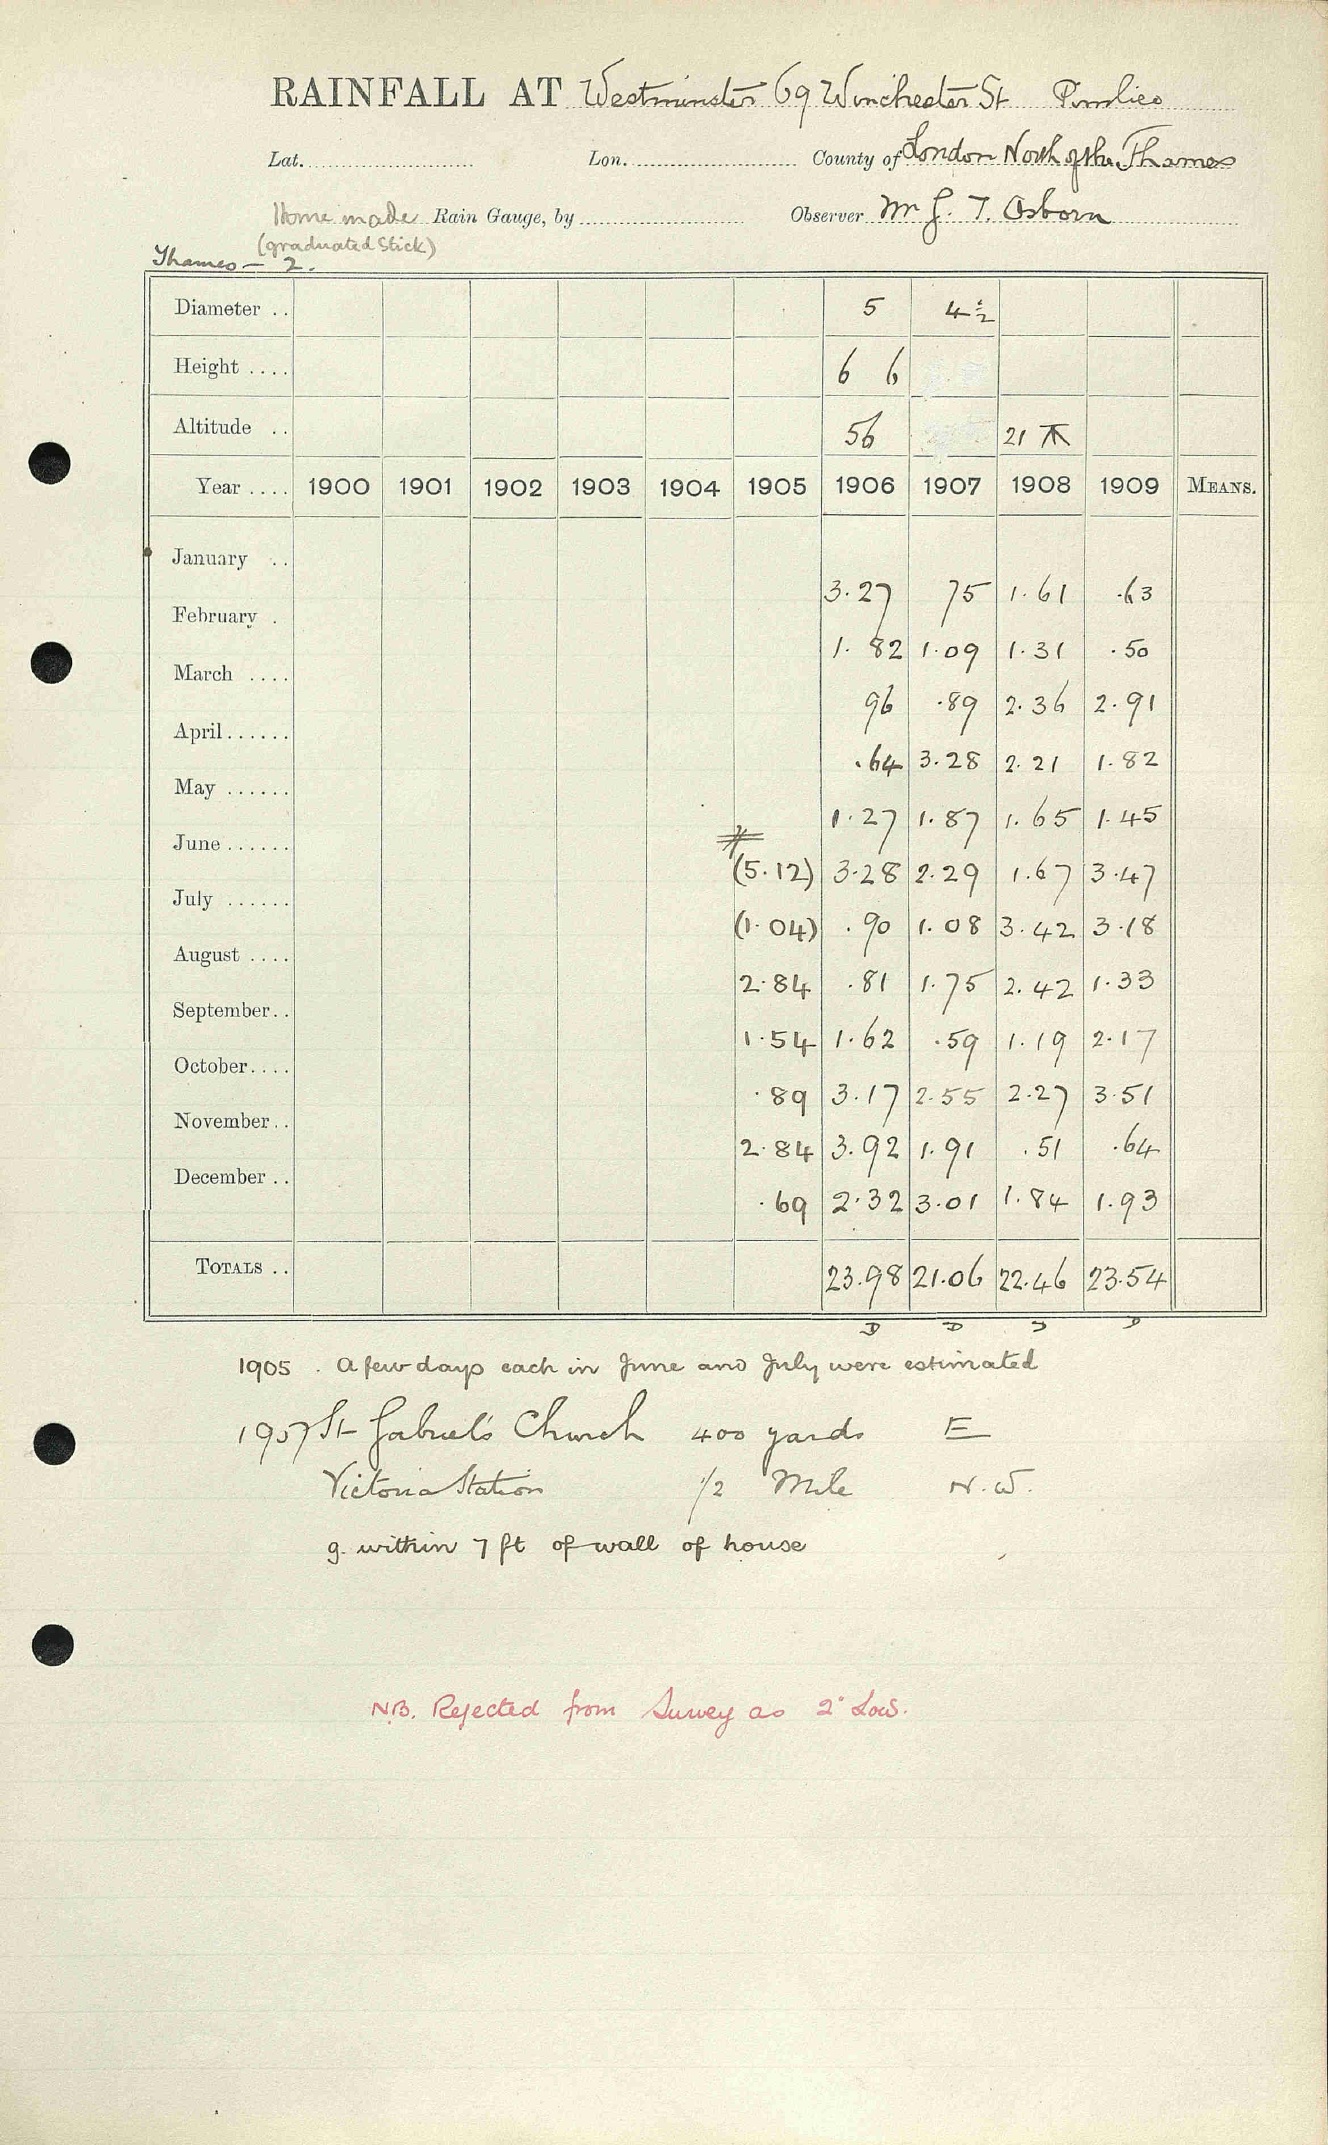 RAINFALL AT Westminster 69 Winchester St Pimlico
Lat. Lon. County of London North of the Thames
Home made Rain Gauge, by Observer Mr J. T. Osborn
(graduated Stick)
Thames - 2.
Diameter .. 5 4½
Height .... 6 6
Altitude .. 56 21
Year .... 1900 1901 1902 1903 1904 1905 1906 1907 1908 1909 MEANS.
January .. 3.27 75 1.61 .63
February . 1.82 1.09 1.31 .50
March .... 96 .89 2.36 2.91
April...... .64 3.28 2.21 1.82
May ...... 1.27 1.87 1.65 1.45
June ...... (5.12) 3.28 2.29 1.67 3.47
July ...... (1.04) .90 1.08 3.42 3.18
August .... 2.84 .81 1.75 2.42 1.33
September.. 1.54 1.62 .59 1.19 2.17
October.... .89 3.17 2.55 2.27 3.51
November.. 2.84 3.92 1.91 .51 .64
December .. .69 2.32 3.01 1.84 1.93
TOTALS .. 23.98 21.06 22.46 23.54
1905 . A few days each in June and July were estimated
1907 St Gabriel's Church 400 yards E
Victoria Station 1/2 Mile N.W.
g. within 7 ft of wall of house
NB. Rejected from Survey as 2" Low.